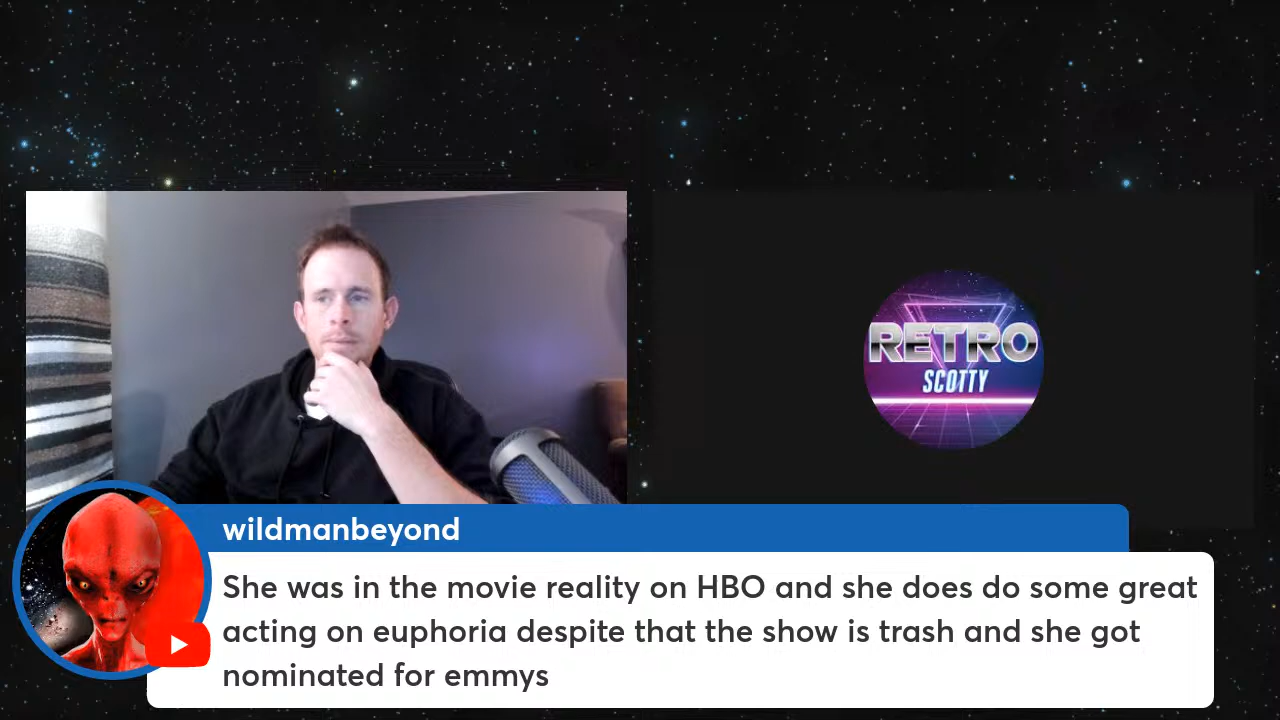 RETRO
SCOTTY
wildmanbeyond
She was in the movie reality on HBO and she does do some great
acting on euphoria despite that the show is trash and she got
nominated for emmys